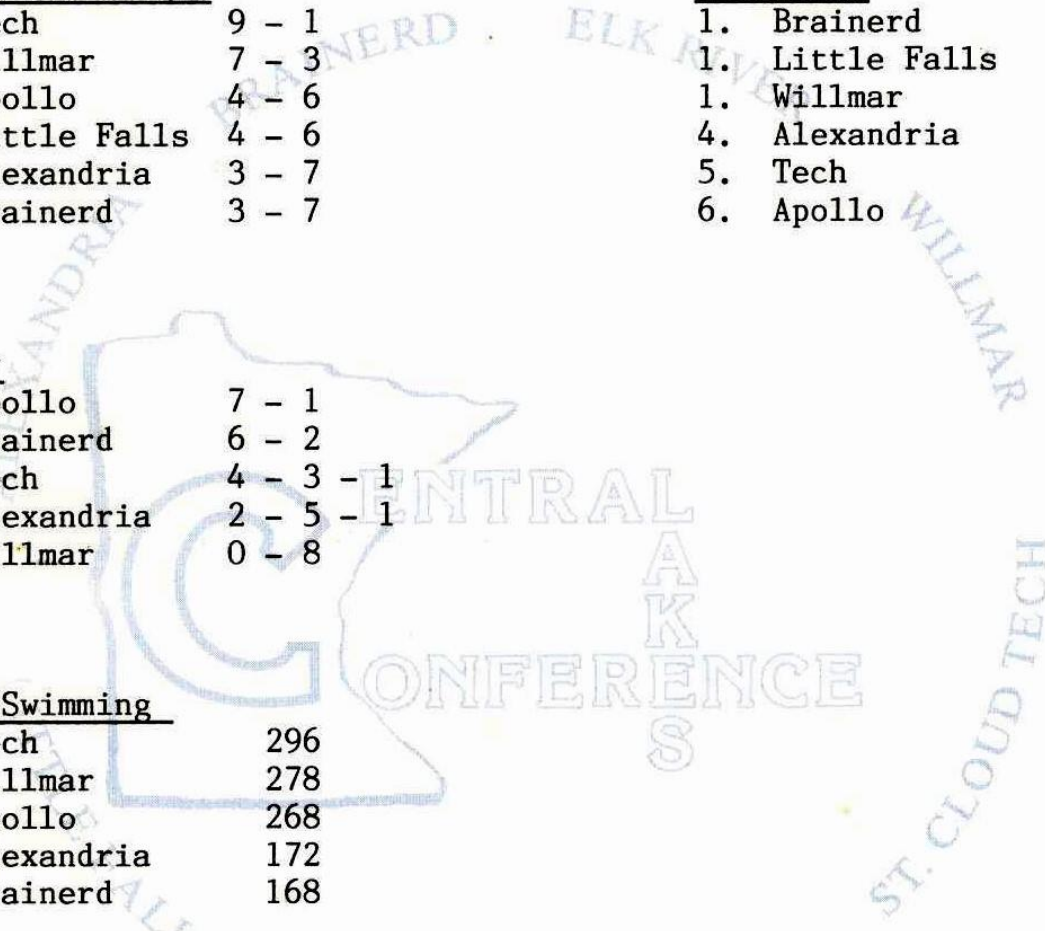 ch 9 - 1
llmar 7 - 3
ollo 4 - 6
ttle Falls 4 - 6
exandria 3 - 7
ainerd 3 - 7
1. Brainerd
1. Little Falls
1. Willmar
4. Alexandria
5. Tech
6. Apollo
BRAINERD
ELK RIVER
WILLMAR
ST. CLOUD TECH
ollo 7 - 1
ainerd 6 - 2
ch 4 - 3 - 1
exandria 2 - 5 - 1
llmar 0 - 8
CENTRAL
LAKES
CONFERENCE
Swimming
ch 296
llmar 278
ollo 268
exandria 172
ainerd 168